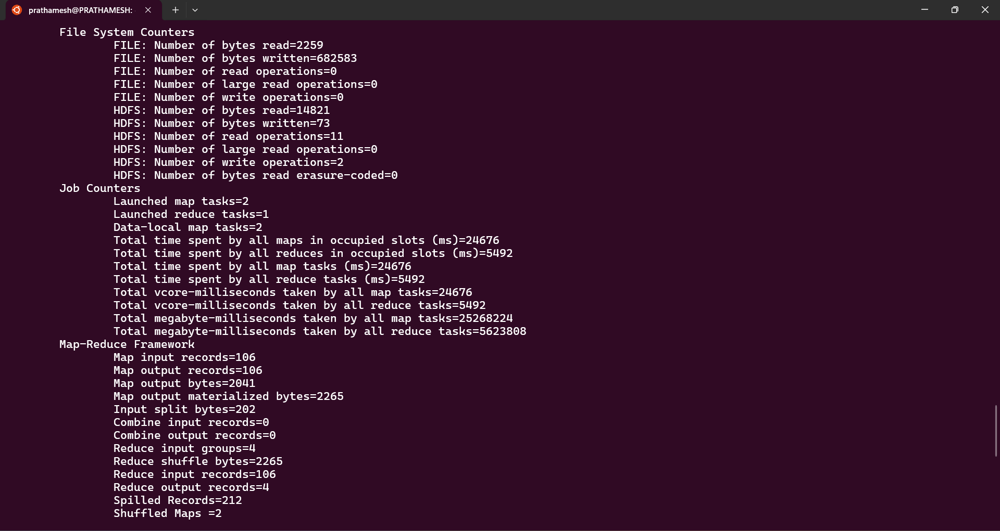 prathamesh@PRATHAMESH:
File System Counters
FILE: Number of bytes read=2259
FILE: Number of bytes written=682583
FILE: Number of read operations=0
FILE: Number of large read operations=0
FILE: Number of write operations=0
HDFS: Number of bytes read=14821
HDFS: Number of bytes written=73
HDFS: Number of read operations=11
HDFS: Number of large read operations=0
HDFS: Number of write operations=2
HDFS: Number of bytes read erasure-coded=0
Job Counters
Launched map tasks=2
Launched reduce tasks=1
Data-local map tasks=2
Total time spent by all maps in occupied slots (ms)=24676
Total time spent by all reduces in occupied slots (ms)=5492
Total time spent by all map tasks (ms)=24676
Total time spent by all reduce tasks (ms)=5492
Total vcore-milliseconds taken by all map tasks=24676
Total vcore-milliseconds taken by all reduce tasks=5492
Total megabyte-milliseconds taken by all map tasks=25268224
Total megabyte-milliseconds taken by all reduce tasks=5623808
Map-Reduce Framework
Map input records=106
Map output records=106
Map output bytes=2041
Map output materialized bytes=2265
Input split bytes=202
Combine input records=0
Combine output records=0
Reduce input groups=4
Reduce shuffle bytes=2265
Reduce input records=106
Reduce output records=4
Spilled Records=212
Shuffled Maps =2